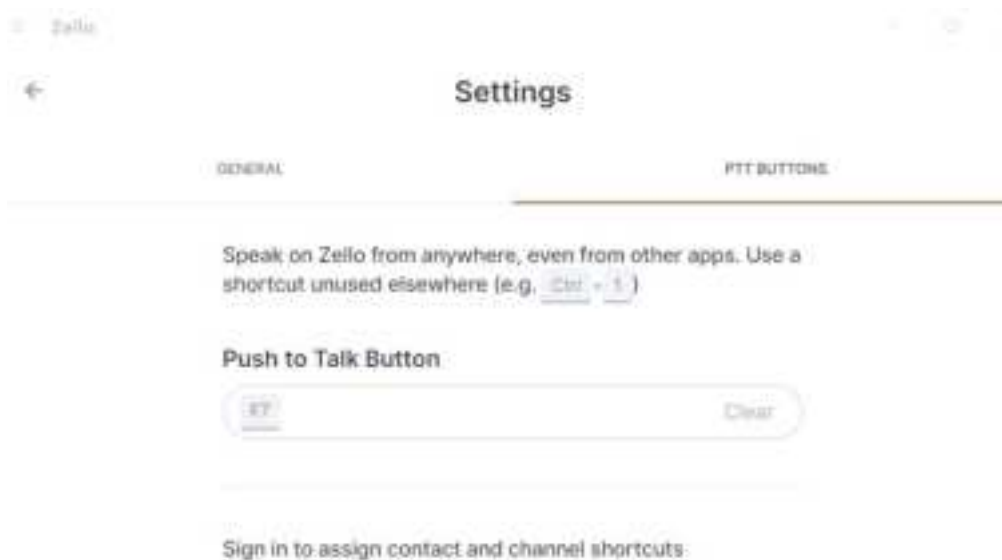 Zello
Settings
GENERAL
PTT BUTTONS
Speak on Zello from anywhere, even from other apps. Use a
shortcut unused elsewhere (e.g. Ctrl + 1 )
Push to Talk Button
F7
Clear
Sign in to assign contact and channel shortcuts